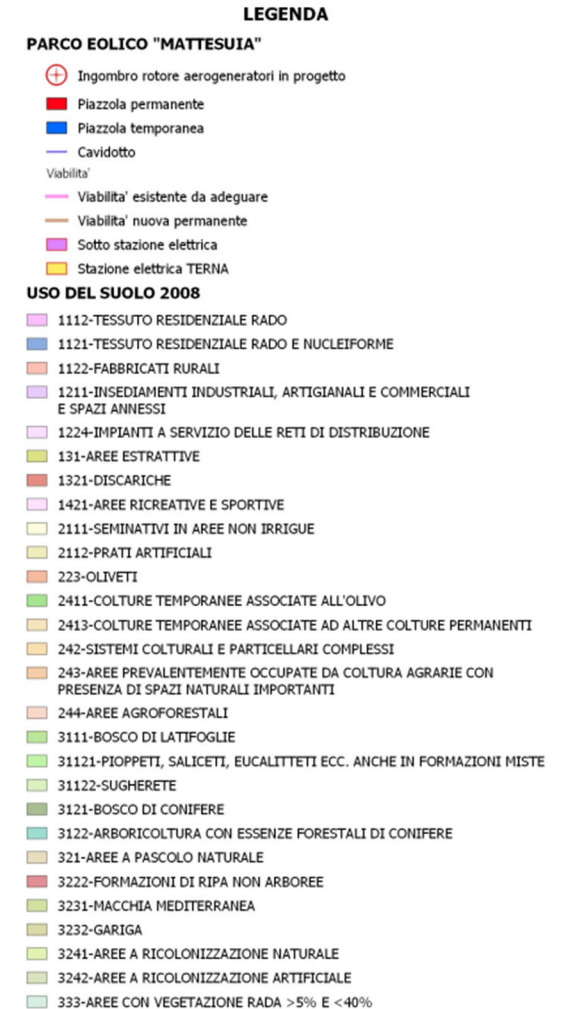 LEGENDA
PARCO EOLICO "MATTESUIA"
Ingombro rotore aerogeneratori in progetto
Piazzola permanente
Piazzola temporanea
Cavidotto
Viabilita'
Viabilita' esistente da adeguare
Viabilita' nuova permanente
Sotto stazione elettrica
Stazione elettrica TERNA
USO DEL SUOLO 2008
1112-TESSUTO RESIDENZIALE RADO
1121-TESSUTO RESIDENZIALE RADO E NUCLEIFORME
1122-FABBRICATI RURALI
1211-INSEDIAMENTI INDUSTRIALI, ARTIGIANALI E COMMERCIALI
E SPAZI ANNESSI
1224-IMPIANTI A SERVIZIO DELLE RETI DI DISTRIBUZIONE
131-AREE ESTRATTIVE
1321-DISCARICHE
1421-AREE RICREATIVE E SPORTIVE
2111-SEMINATIVI IN AREE NON IRRIGUE
2112-PRATI ARTIFICIALI
223-OLIVETI
2411-COLTURE TEMPORANEE ASSOCIATE ALL'OLIVO
2413-COLTURE TEMPORANEE ASSOCIATE AD ALTRE COLTURE PERMANENTI
242-SISTEMI COLTURALI E PARTICELLARI COMPLESSI
243-AREE PREVALENTEMENTE OCCUPATE DA COLTURA AGRARIE CON
PRESENZA DI SPAZI NATURALI IMPORTANTI
244-AREE AGROFORESTALI
3111-BOSCO DI LATIFOGLIE
31121-PIOPPETI, SALICETI, EUCALITTETI ECC. ANCHE IN FORMAZIONI MISTE
31122-SUGHERETE
3121-BOSCO DI CONIFERE
3122-ARBORICOLTURA CON ESSENZE FORESTALI DI CONIFERE
321-AREE A PASCOLO NATURALE
3222-FORMAZIONI DI RIPA NON ARBOREE
3231-MACCHIA MEDITERRANEA
3232-GARIGA
3241-AREE A RICOLONIZZAZIONE NATURALE
3242-AREE A RICOLONIZZAZIONE ARTIFICIALE
333-AREE CON VEGETAZIONE RADA >5% E <40%